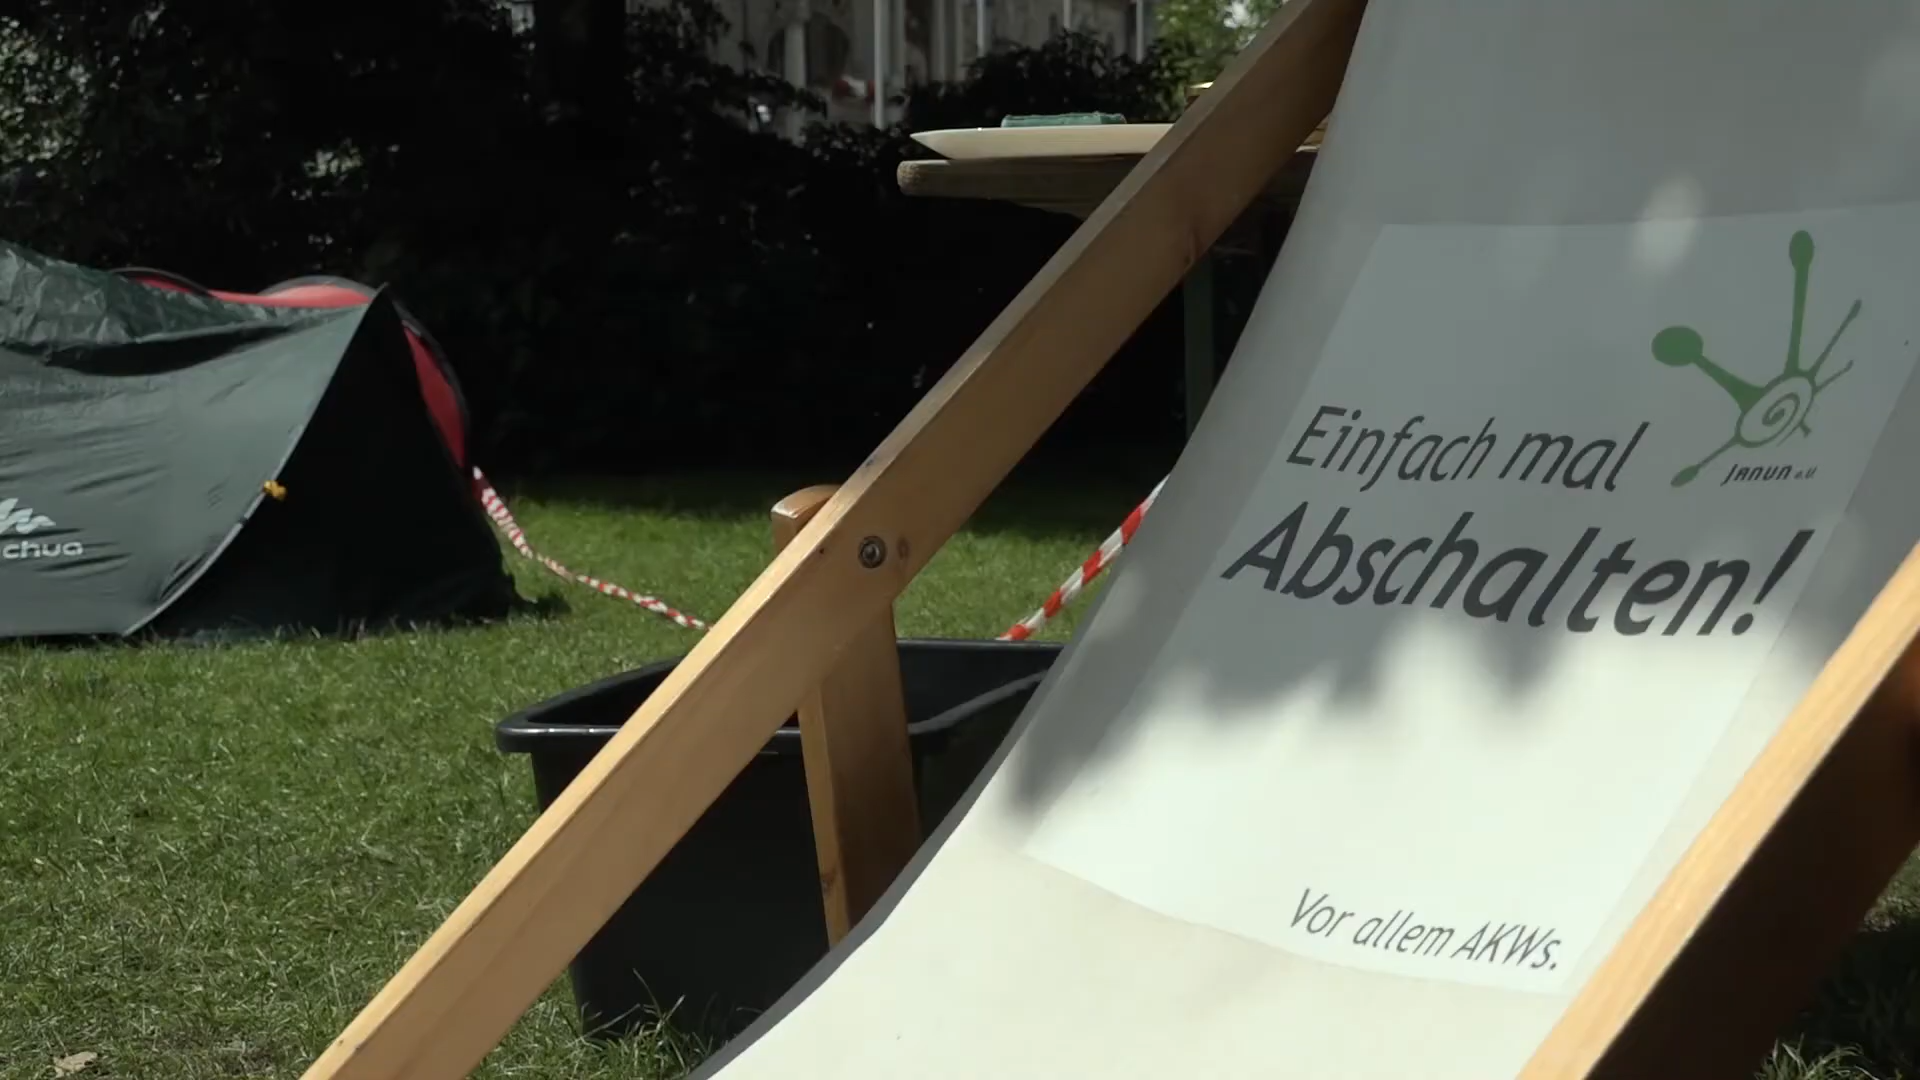 chua
Einfach mal
JANUN e.V.
Abschalten!
Vor allem AKWs.